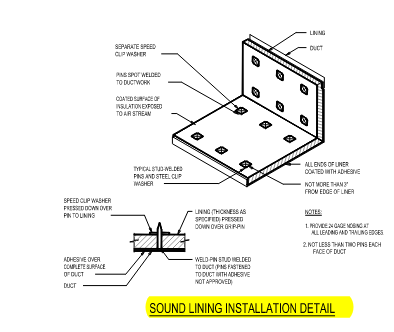 LINING
DUCT
SEPARATE SPEED
CLIP WASHER
PINS SPOT WELDED
TO DUCTWORK
COATED SURFACE OF
INSULATION EXPOSED
TO AIR STREAM
TYPICAL STUD-WELDED
PINS AND STEEL CLIP
WASHER
ALL ENDS OF LINER
COATED WITH ADHESIVE
NOT MORE THAN 3"
FROM EDGE OF LINER
SPEED CLIP WASHER
PRESSED DOWN OVER
PIN TO LINING
LINING (THICKNESS AS
SPECIFIED) PRESSED
DOWN OVER GRIP-PIN
NOTES:
1. PROVIDE 24 GAGE NOSING AT
ALL LEADING AND TRAILING EDGES.
2. NOT LESS THAN TWO PINS EACH
FACE OF DUCT
ADHESIVE OVER
COMPLETE SURFACE
OF DUCT
DUCT
WELD-PIN STUD WELDED
TO DUCT (PINS FASTENED
TO DUCT WITH ADHESIVE
NOT APPROVED)
SOUND LINING INSTALLATION DETAIL